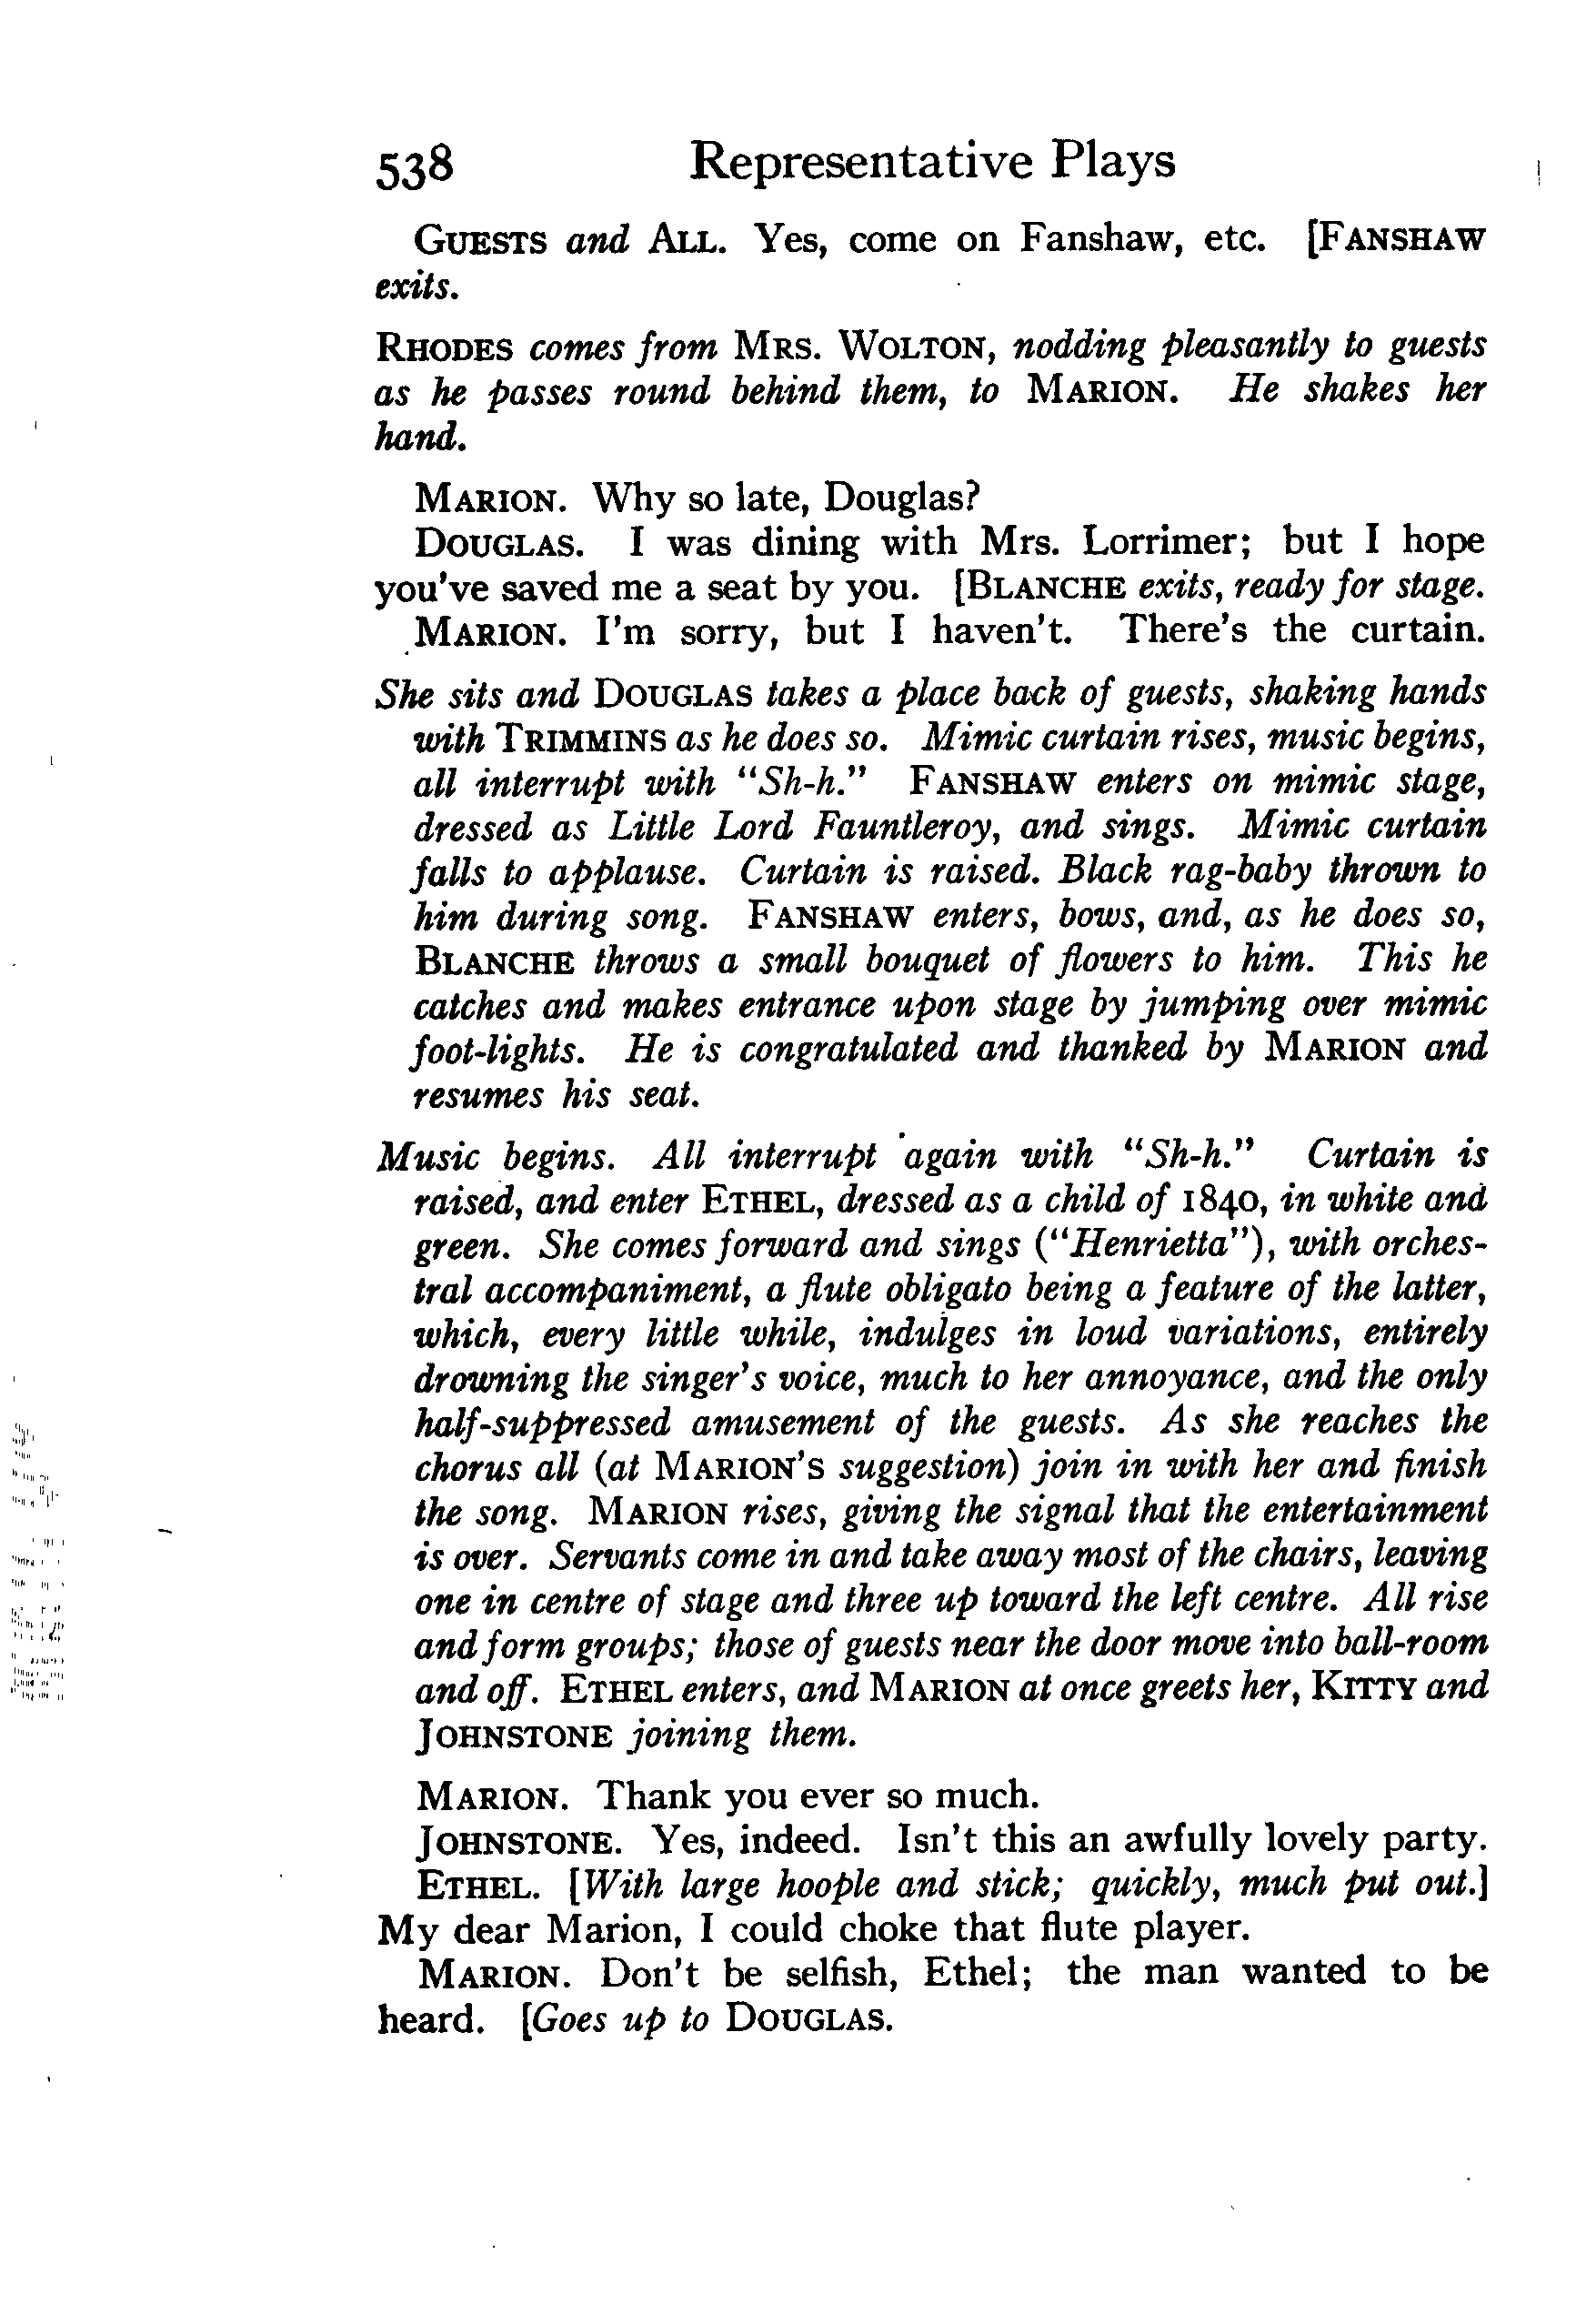 538 Representative Plays
GUESTS and ALL. Yes, come on Fanshaw, etc. [FANSHAW
exits.
RHODES comes from MRS. WOLTON, nodding pleasantly to guests
as he passes round behind them, to MARION. He shakes her
hand.
MARION. Why so late, Douglas?
DOUGLAS. I was dining with Mrs. Lorrimer; but I hope
you've saved me a seat by you. [BLANCHE exits, ready for stage.
MARION. I'm sorry, but I haven't. There's the curtain.
She sits and DOUGLAS takes a place back of guests, shaking hands
with TRIMMINS as he does so. Mimic curtain rises, music begins,
all interrupt with "Sh-h." FANSHAW enters on mimic stage,
dressed as Little Lord Fauntleroy, and sings. Mimic curtain
falls to applause. Curtain is raised. Black rag-baby thrown to
him during song. FANSHAW enters, bows, and, as he does so,
BLANCHE throws a small bouquet of flowers to him. This he
catches and makes entrance upon stage by jumping over mimic
foot-lights. He is congratulated and thanked by MARION and
resumes his seat.
Music begins. All interrupt again with "Sh-h." Curtain is
raised, and enter ETHEL, dressed as a child of 1840, in white and
green. She comes forward and sings ("Henrietta"), with orches-
tral accompaniment, a flute obligato being a feature of the latter,
which, every little while, indulges in loud variations, entirely
drowning the singer's voice, much to her annoyance, and the only
half-suppressed amusement of the guests. As she reaches the
chorus all (at MARION'S suggestion) join in with her and finish
the song. MARION rises, giving the signal that the entertainment
is over. Servants come in and take away most of the chairs, leaving
one in centre of stage and three up toward the left centre. All rise
and form groups; those of guests near the door move into ball-room
and off. ETHEL enters, and MARION at once greets her, KITTY and
JOHNSTONE joining them.
MARION. Thank you ever so much.
JOHNSTONE. Yes, indeed. Isn't this an awfully lovely party.
ETHEL. [With large hoople and stick; quickly, much put out.]
My dear Marion, I could choke that flute player.
MARION. Don't be selfish, Ethel; the man wanted to be
heard. [Goes up to DOUGLAS.